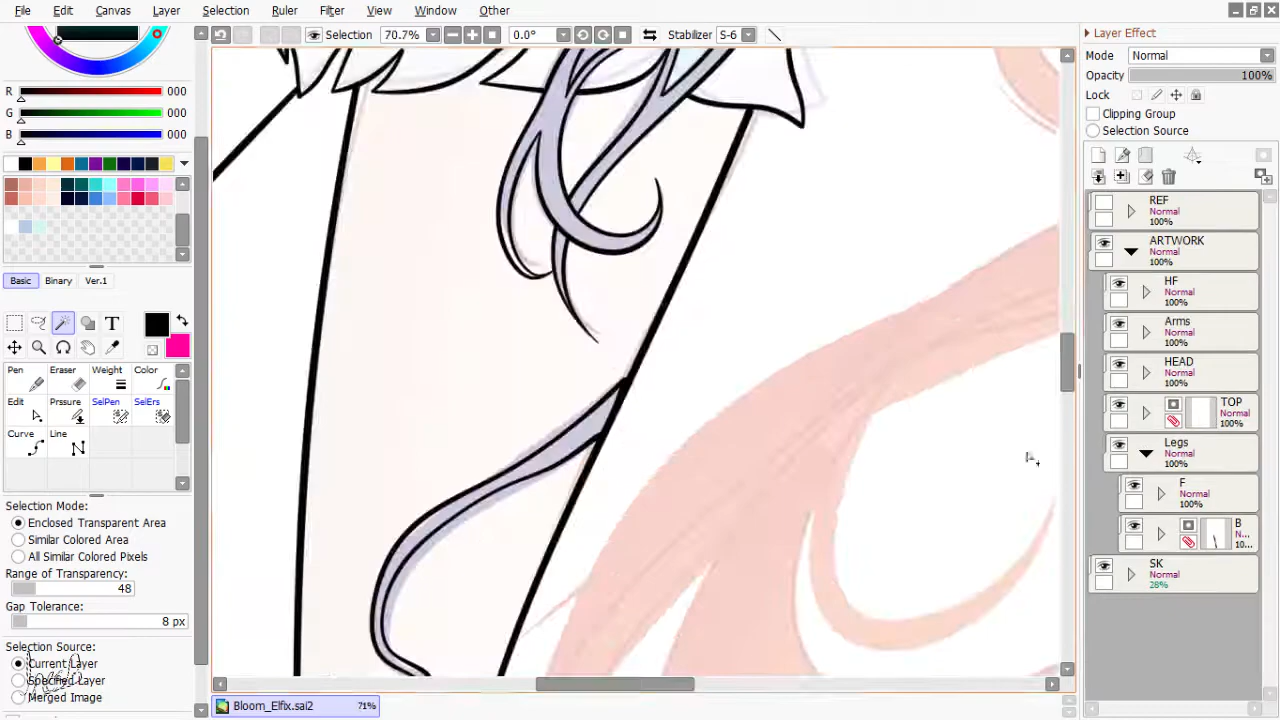 File Edit Canvas Layer Selection Ruler Filter View Window Other
Selection 70.7% 0.0° Stabilizer S-6
R 000
G 000
B 000
Basic Binary Ver.1
T
Pen Eraser Weight Color
Edit Prssure SelPen SelErs
Curve Line
Selection Mode:
Enclosed Transparent Area
Similar Colored Area
All Similar Colored Pixels
Range of Transparency:
48
Gap Tolerance:
8 px
Selection Source:
Current Layer
Specified Layer
Merged Image
Bloom_Elfix.sai2 71%
Layer Effect
Mode Normal
Opacity 100%
Lock
Clipping Group
Selection Source
REF
Normal
100%
ARTWORK
Normal
100%
HF
Normal
100%
Arms
Normal
100%
HEAD
Normal
100%
TOP
Normal
100%
Legs
Normal
100%
F
Normal
100%
B
N...
10...
SK
Normal
28%